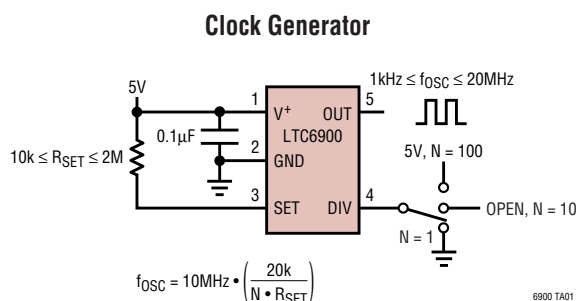 Clock Generator
1kHz ≤ fOSC ≤ 20MHz
5V
1
V+
OUT
5
0.1µF
LTC6900
10k ≤ RSET ≤ 2M
2
GND
5V, N = 100
3
SET
DIV
4
OPEN, N = 10
N = 1
fOSC = 10MHz • (20k / N • RSET)
6900 TA01